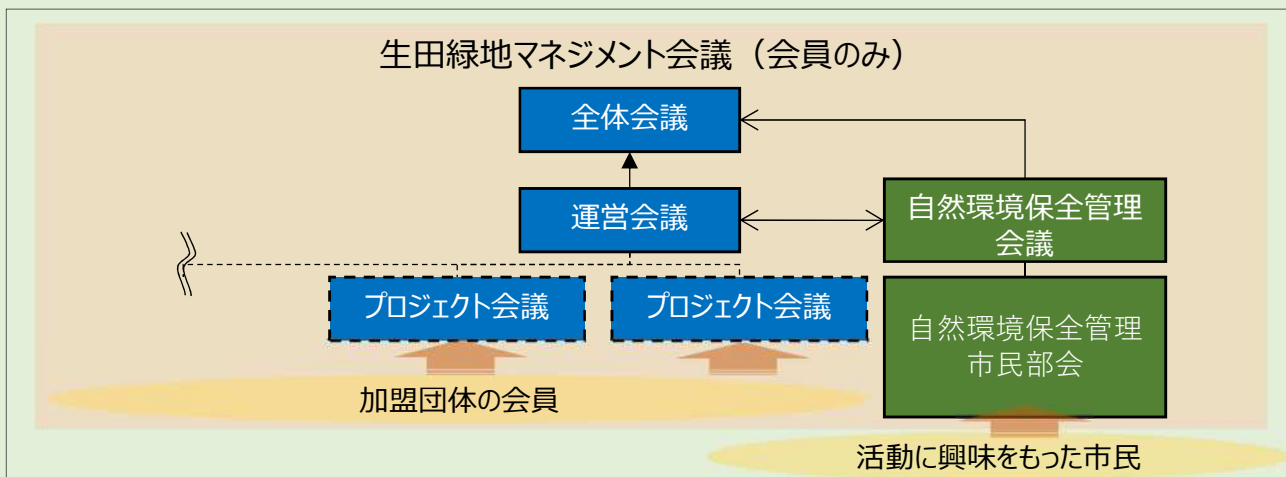 生田緑地マネジメント会議（会員のみ）
全体会議
運営会議
自然環境保全管理
会議
プロジェクト会議
プロジェクト会議
自然環境保全管理
市民部会
加盟団体の会員
活動に興味をもった市民